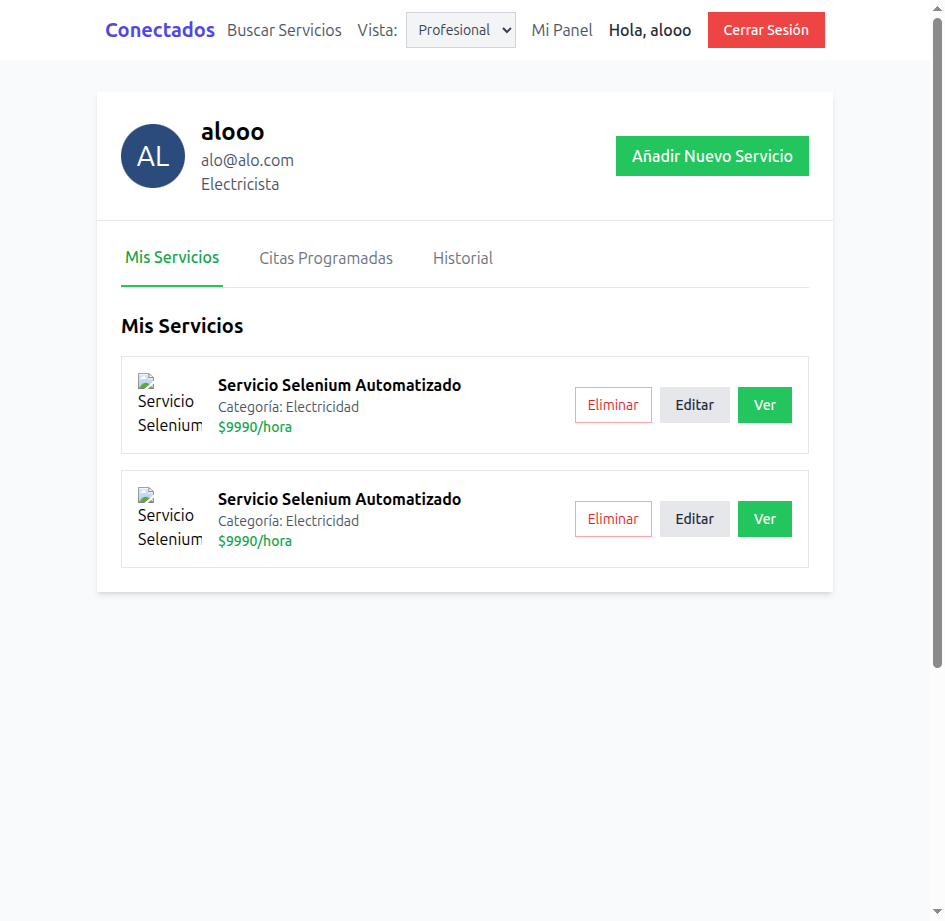 Conectados Buscar Servicios Vista: Profesional Mi Panel Hola, alooo Cerrar Sesión
AL
alooo
alo@alo.com
Electricista
Añadir Nuevo Servicio
Mis Servicios Citas Programadas Historial
Mis Servicios
Servicio
Selenium
Servicio Selenium Automatizado
Categoría: Electricidad
$9990/hora
Eliminar Editar Ver
Servicio
Selenium
Servicio Selenium Automatizado
Categoría: Electricidad
$9990/hora
Eliminar Editar Ver